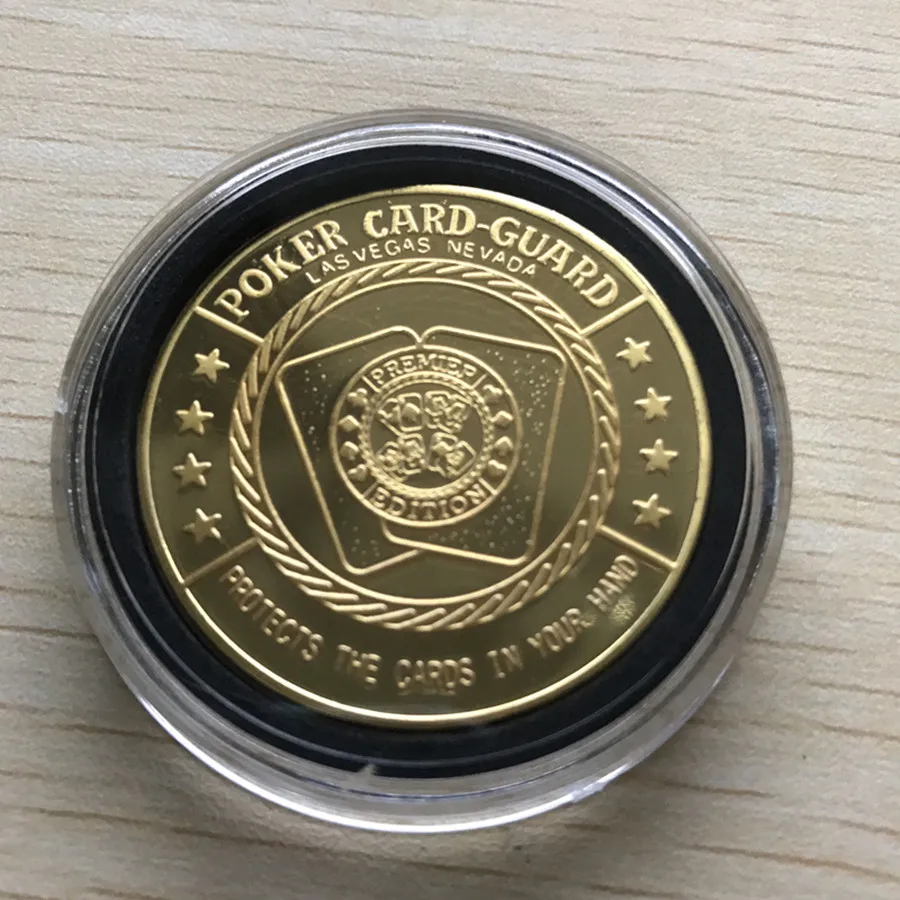 POKER CARD-GUARD
LAS VEGAS NEVADA
PREMIER
EDITION
PROTECTS THE CARDS IN YOUR HAND